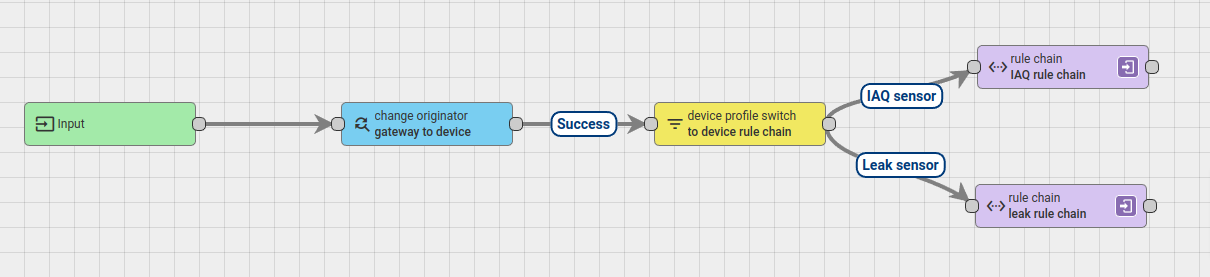 Input
change originator
gateway to device
Success
device profile switch
to device rule chain
IAQ sensor
Leak sensor
rule chain
IAQ rule chain
rule chain
leak rule chain